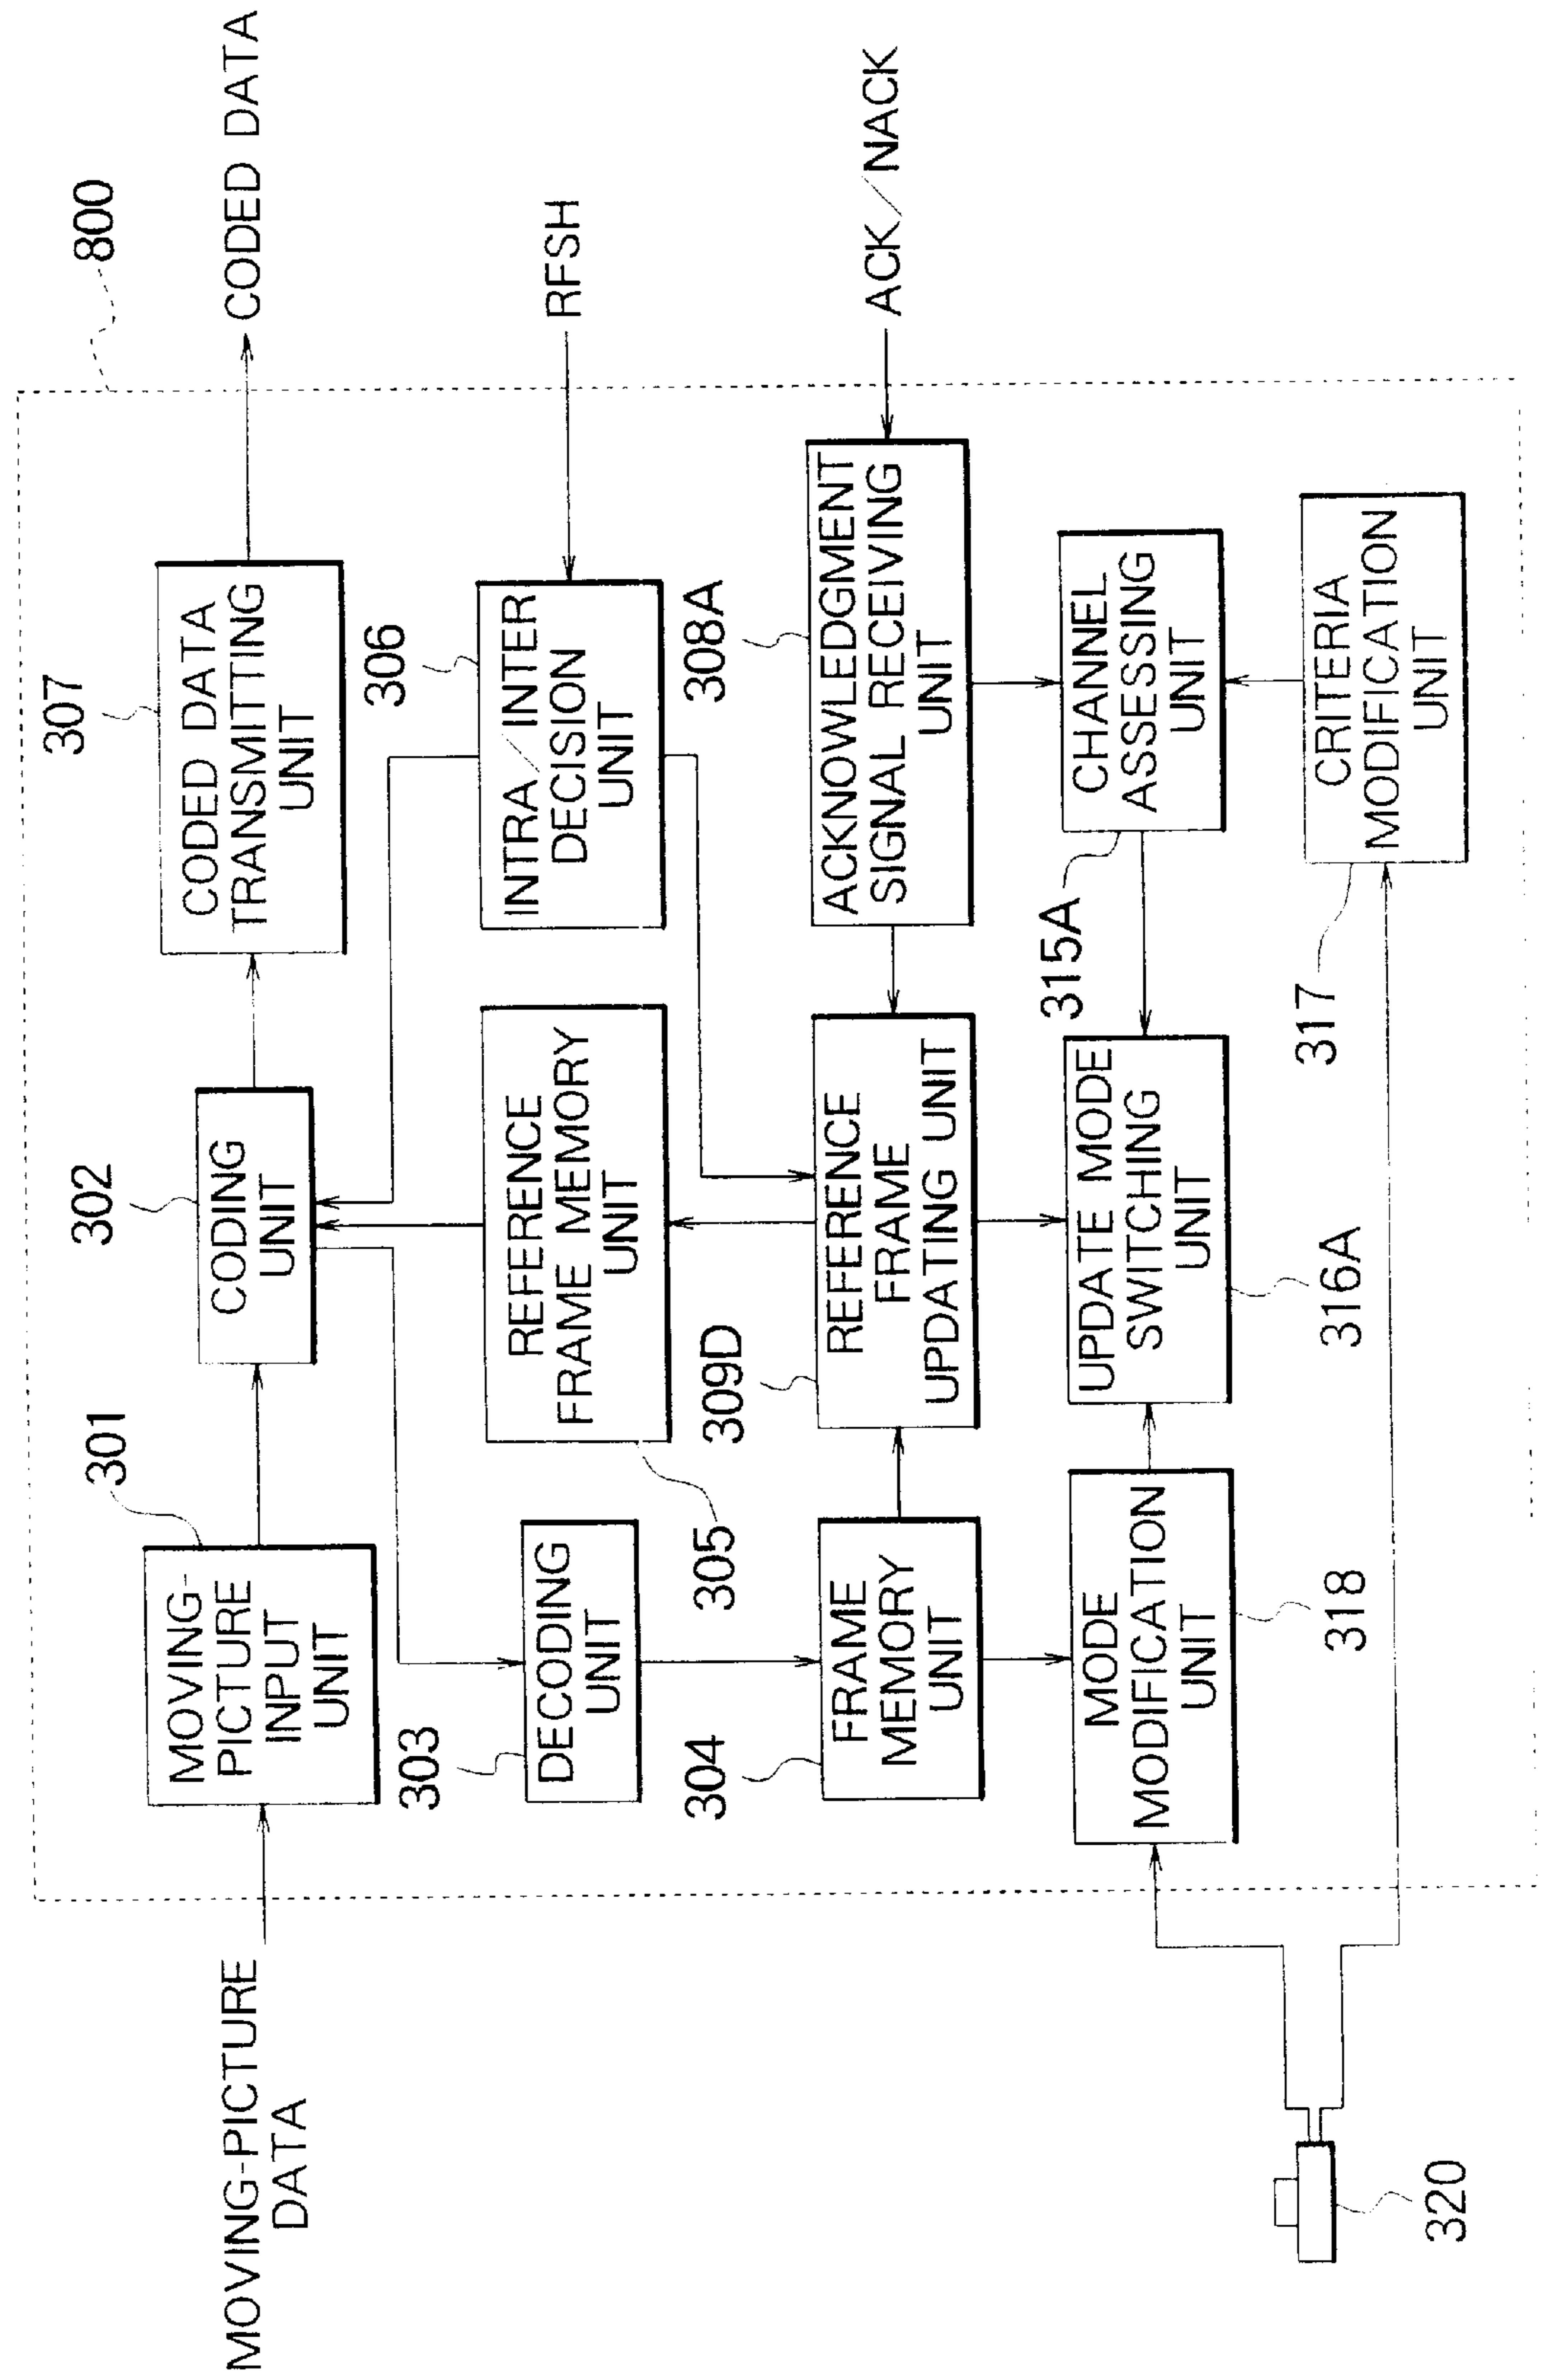 800
MOVING-PICTURE
DATA
301
MOVING-
PICTURE
INPUT
UNIT
302
CODING
UNIT
307
CODED DATA
TRANSMITTING
UNIT
CODED DATA
303
DECODING
UNIT
305
REFERENCE
FRAME MEMORY
UNIT
306
INTRA/INTER
DECISION
UNIT
RFSH
304
FRAME
MEMORY
UNIT
309D
REFERENCE
FRAME
UPDATING UNIT
308A
ACKNOWLEDGMENT
SIGNAL RECEIVING
UNIT
ACK/NACK
318
MODE
MODIFICATION
UNIT
316A
UPDATE MODE
SWITCHING
UNIT
315A
CHANNEL
ASSESSING
UNIT
317
CRITERIA
MODIFICATION
UNIT
320